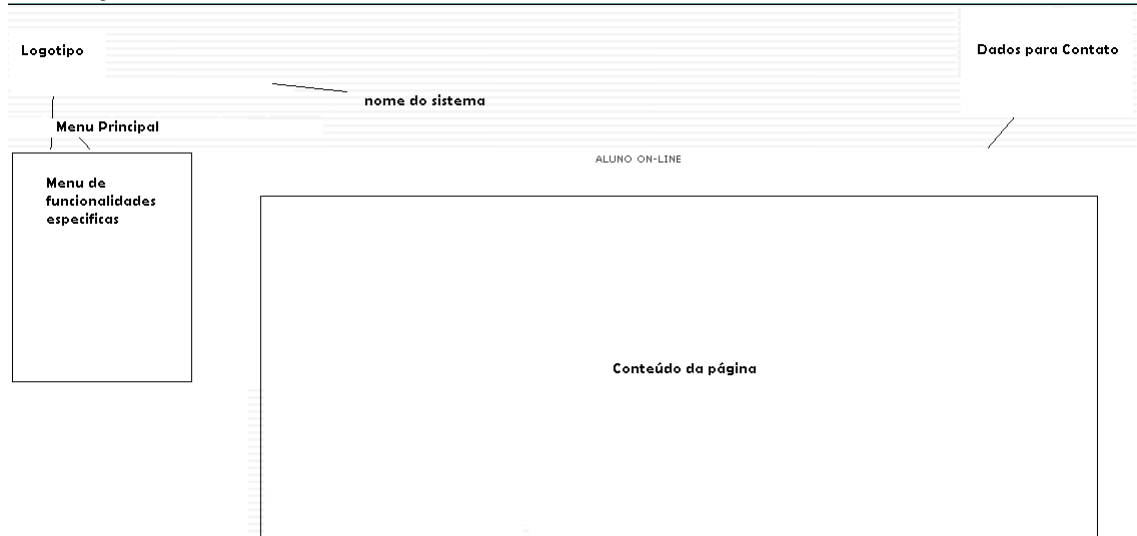 Logotipo
Dados para Contato
nome do sistema
Menu Principal
ALUNO ON-LINE
Menu de
funcionalidades
especificas
Conteúdo da página